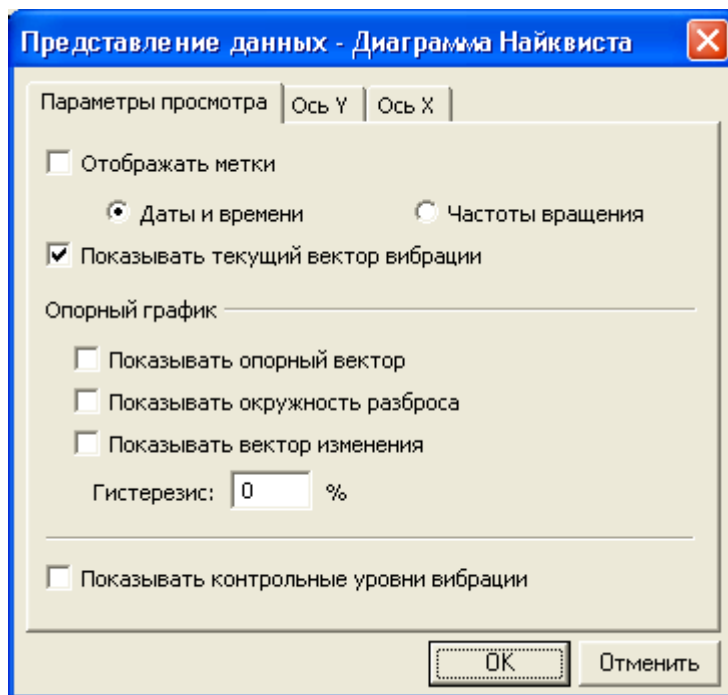 Представление данных - Диаграмма Найквиста
Параметры просмотра Ось Y Ось X
Отображать метки
Даты и времени Частоты вращения
Показывать текущий вектор вибрации
Опорный график
Показывать опорный вектор
Показывать окружность разброса
Показывать вектор изменения
Гистерезис: 0 %
Показывать контрольные уровни вибрации
OK Отменить